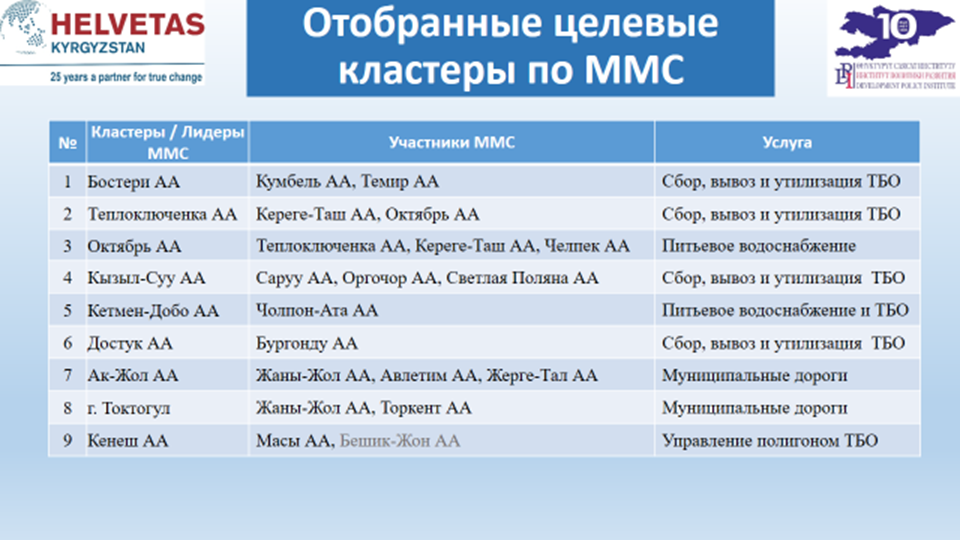 HELVETAS
KYRGYZSTAN
25 years a partner for true change
Отобранные целевые
кластеры по ММС
10
ӨНҮКТҮРҮҮ САЯСАТ ИНСТИТУТУ
ИНСТИТУТ ПОЛИТИКИ РАЗВИТИЯ
DEVELOPMENT POLICY INSTITUTE
№ Кластеры / Лидеры ММС Участники ММС Услуга
1 Бостери АА Кумбель АА, Темир АА Сбор, вывоз и утилизация ТБО
2 Теплоключенка АА Кереге-Таш АА, Октябрь АА Сбор, вывоз и утилизация ТБО
3 Октябрь АА Теплоключенка АА, Кереге-Таш АА, Челпек АА Питьевое водоснабжение
4 Кызыл-Суу АА Саруу АА, Оргочор АА, Светлая Поляна АА Сбор, вывоз и утилизация ТБО
5 Кетмен-Добо АА Чолпон-Ата АА Питьевое водоснабжение и ТБО
6 Достук АА Бургонду АА Сбор, вывоз и утилизация ТБО
7 Ак-Жол АА Жаны-Жол АА, Авлетим АА, Жерге-Тал АА Муниципальные дороги
8 г. Токтогул Жаны-Жол АА, Торкент АА Муниципальные дороги
9 Кенеш АА Масы АА, Бешик-Жон АА Управление полигоном ТБО